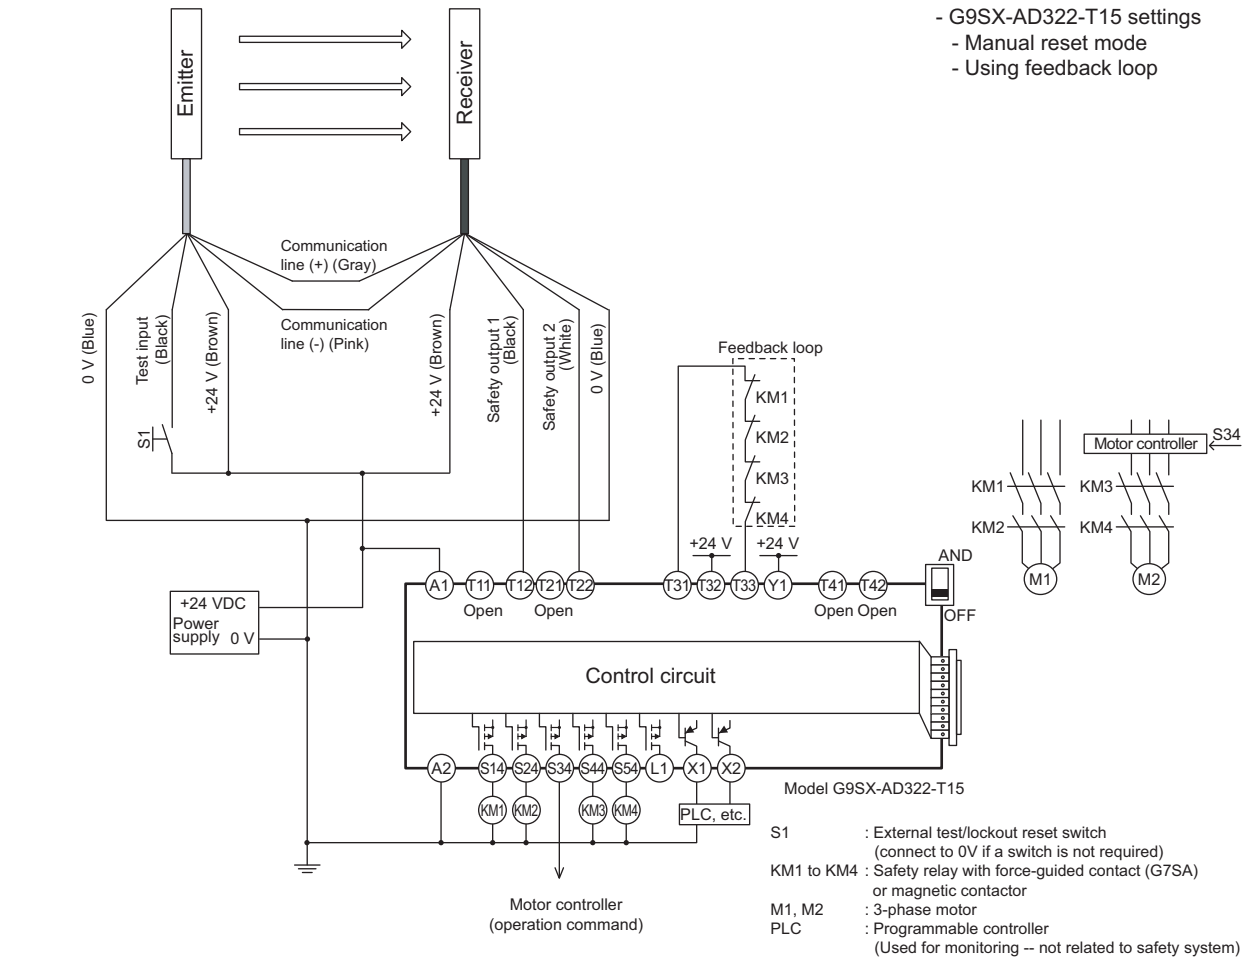 - G9SX-AD322-T15 settings
- Manual reset mode
- Using feedback loop
Emitter
Receiver
Communication
line (+) (Gray)
Communication
line (-) (Pink)
0 V (Blue)
Test input
(Black)
+24 V (Brown)
+24 V (Brown)
Safety output 1
(Black)
Safety output 2
(White)
0 V (Blue)
S1
Feedback loop
KM1
KM2
KM3
KM4
+24 V
+24 V
Motor controller
S34
KM1
KM3
KM2
KM4
M1
M2
A1
T11
T12
T21
T22
T31
T32
T33
Y1
T41
T42
AND
OFF
Open
Open
Open
Open
+24 VDC
Power
supply
0 V
Control circuit
A2
S14
S24
S34
S44
S54
L1
X1
X2
KM1
KM2
KM3
KM4
PLC, etc.
Model G9SX-AD322-T15
Motor controller
(operation command)
S1 : External test/lockout reset switch
(connect to 0V if a switch is not required)
KM1 to KM4 : Safety relay with force-guided contact (G7SA)
or magnetic contactor
M1, M2 : 3-phase motor
PLC : Programmable controller
(Used for monitoring -- not related to safety system)